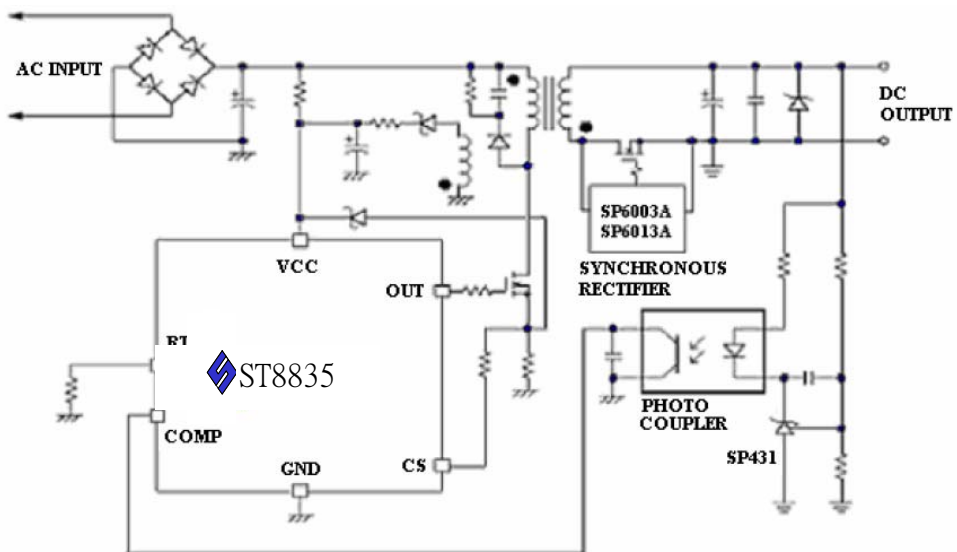 AC INPUT
DC
OUTPUT
SP6003A
SP6013A
SYNCHRONOUS
RECTIFIER
VCC
OUT
ST8835
COMP
GND
CS
PHOTO
COUPLER
SP431